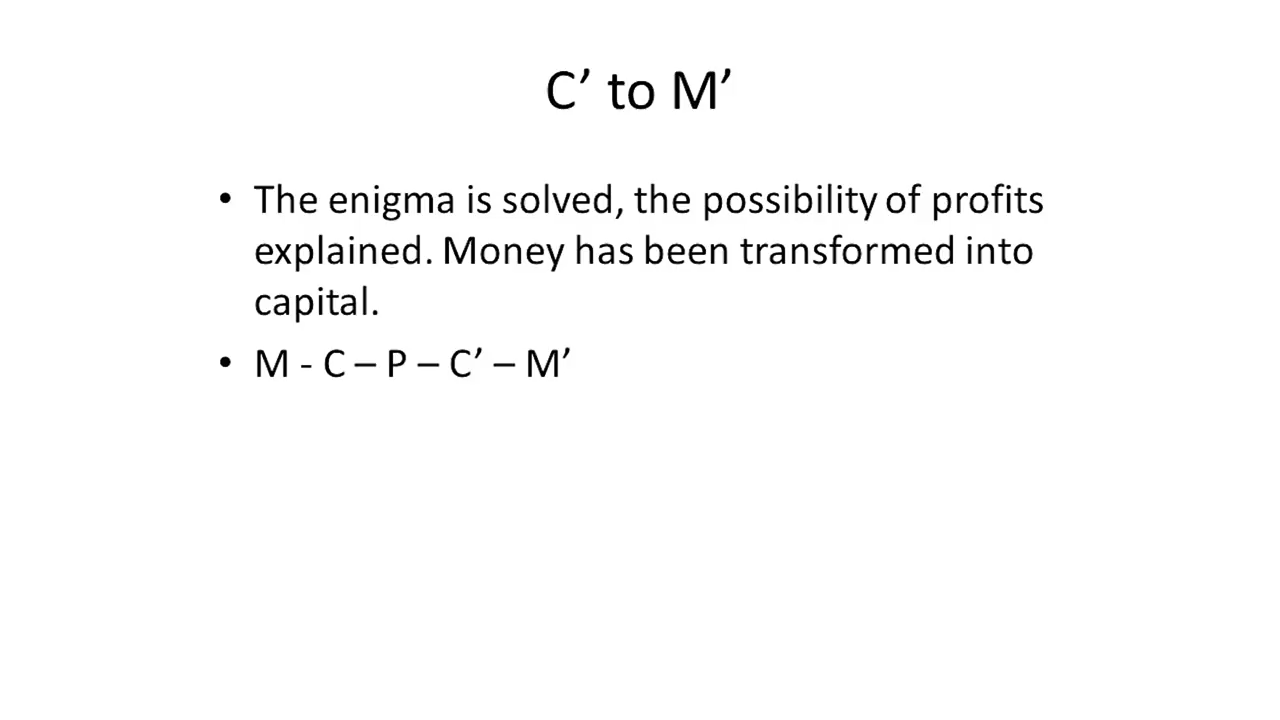 C’ to M’
• The enigma is solved, the possibility of profits
explained. Money has been transformed into
capital.
• M - C – P – C’ – M’